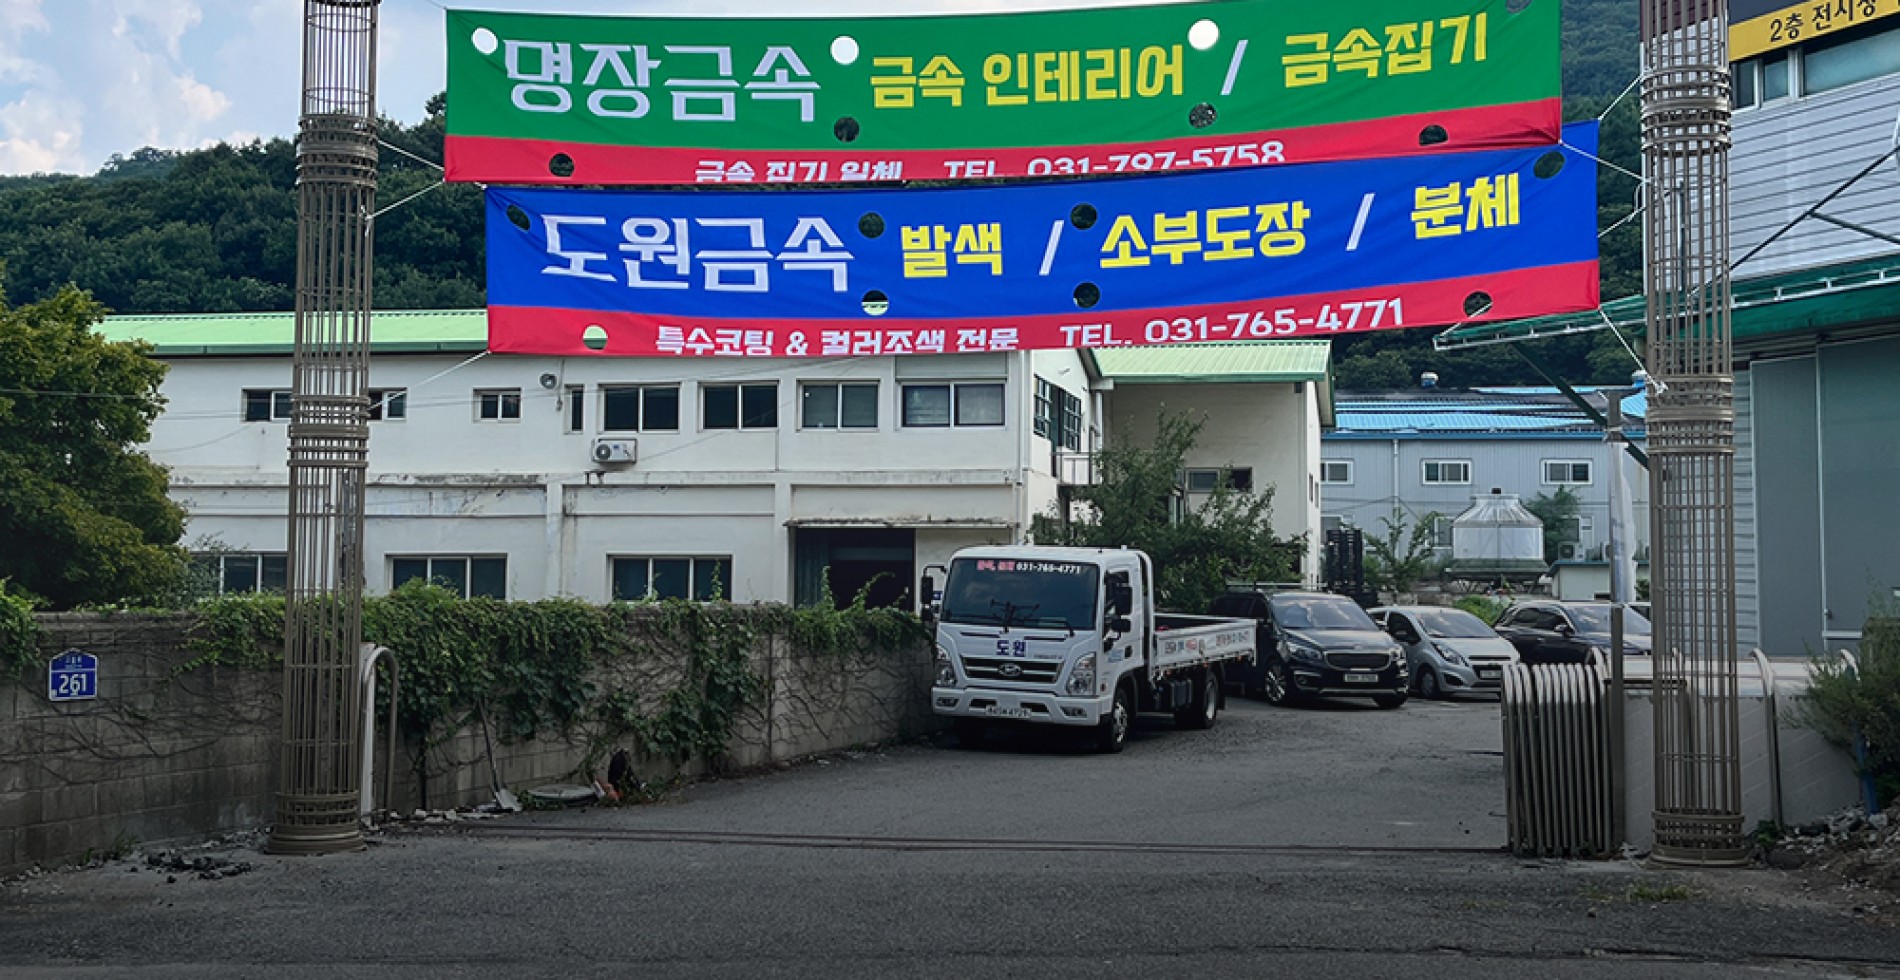 명장금속 금속 인테리어 / 금속집기
금속 집기 일체 TEL. 031-797-5758
도원금속 발색 / 소부도장 / 분체
특수코팅 & 컬러조색 전문 TEL. 031-765-4771
2층 전시장
031-765-4771
도원
261